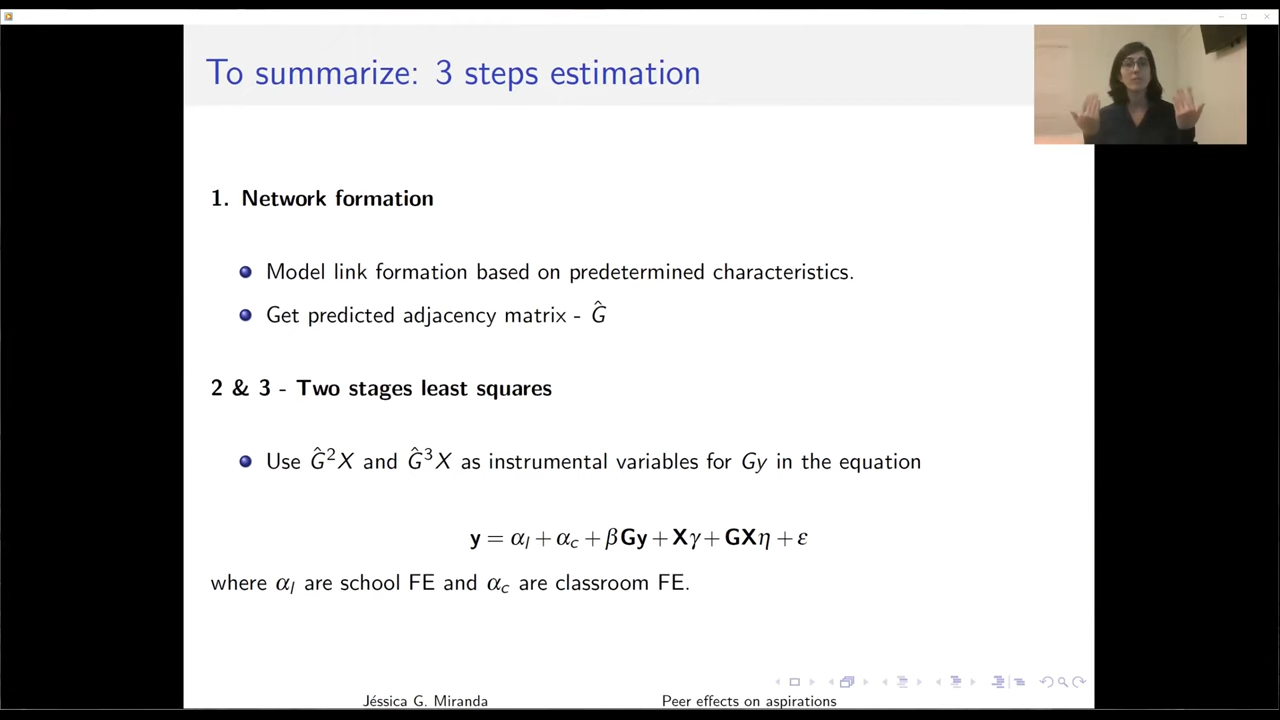 To summarize: 3 steps estimation
1. Network formation
Model link formation based on predetermined characteristics.
Get predicted adjacency matrix - Ĝ
2 & 3 - Two stages least squares
Use Ĝ²X and Ĝ³X as instrumental variables for Gy in the equation
y = αₗ + α_c + βGy + Xγ + GXη + ε
where αₗ are school FE and α_c are classroom FE.
Jéssica G. Miranda Peer effects on aspirations